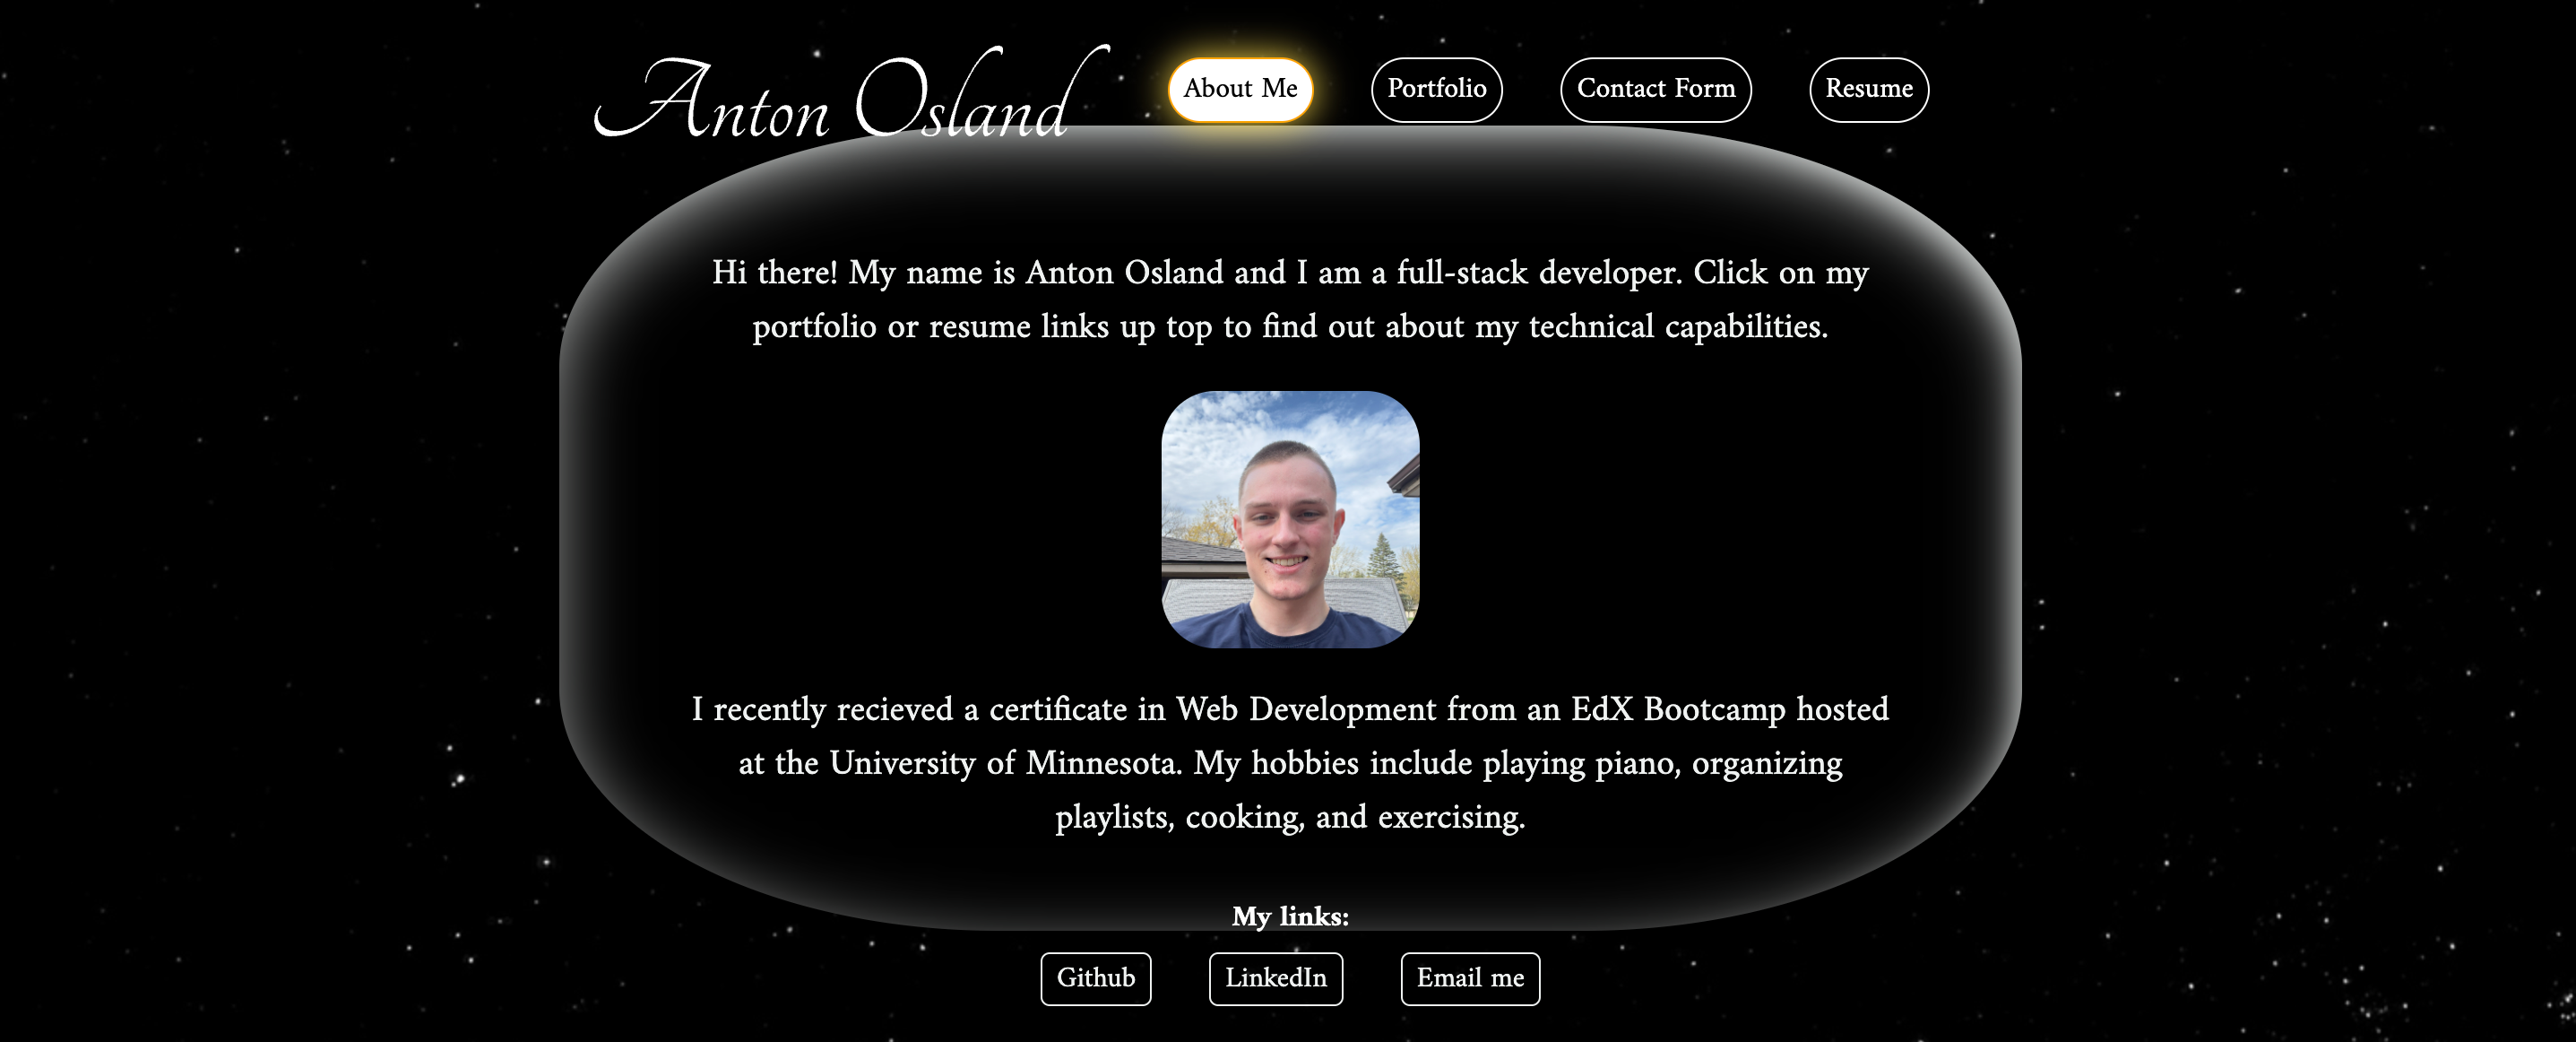 Anton Osland
About Me
Portfolio
Contact Form
Resume
Hi there! My name is Anton Osland and I am a full-stack developer. Click on my
portfolio or resume links up top to find out about my technical capabilities.
I recently recieved a certificate in Web Development from an EdX Bootcamp hosted
at the University of Minnesota. My hobbies include playing piano, organizing
playlists, cooking, and exercising.
My links:
Github
LinkedIn
Email me